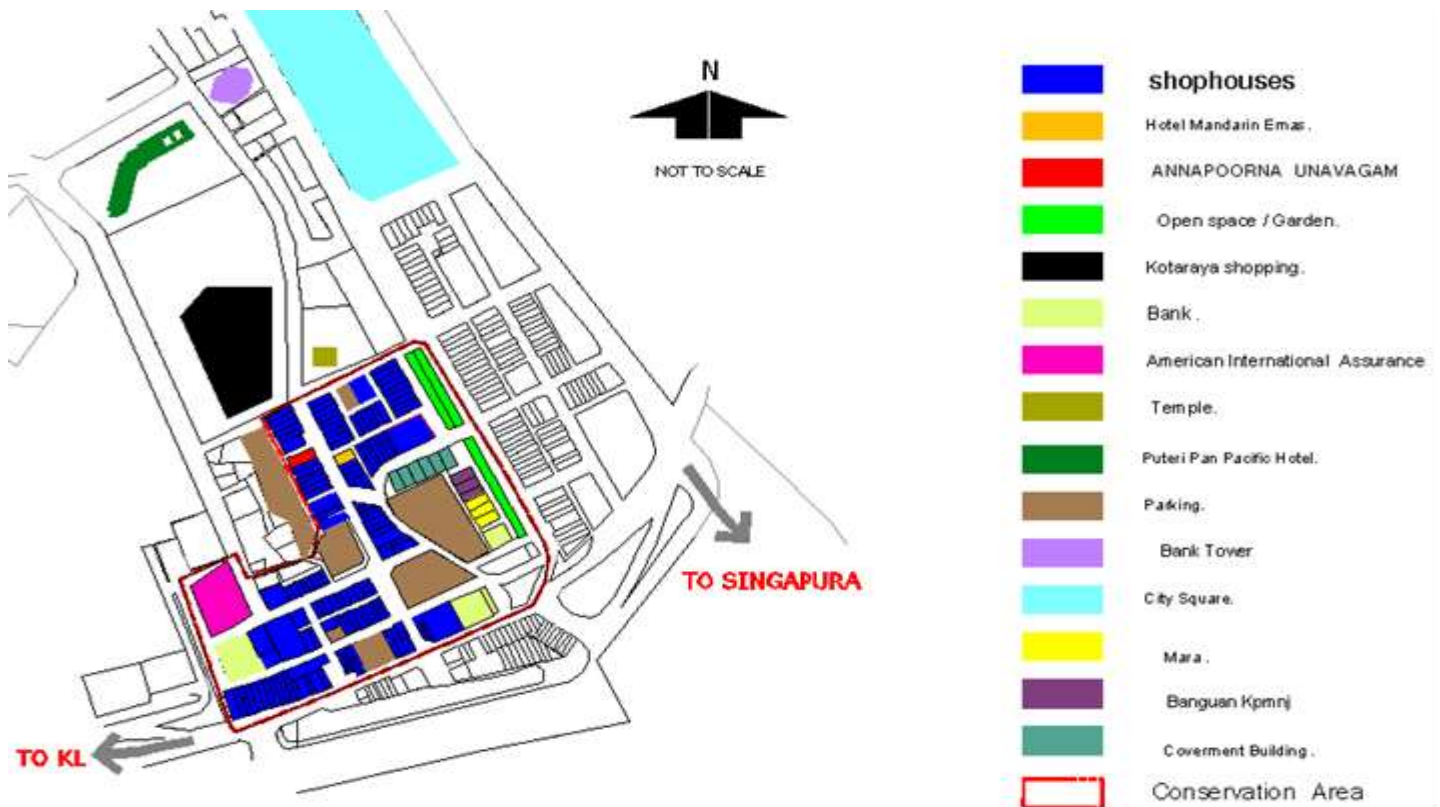 N
NOT TO SCALE
TO SINGAPURA
TO KL
shophouses
Hotel Mandarin Emas.
ANNAPOORNA UNAVAGAM
Open space / Garden.
Kotaraya shopping.
Bank.
American International Assurance
Temple.
Puteri Pan Pacific Hotel.
Parking.
Bank Tower
City Square.
Mara.
Banguan Kpmnj
Coverment Building.
Conservation Area